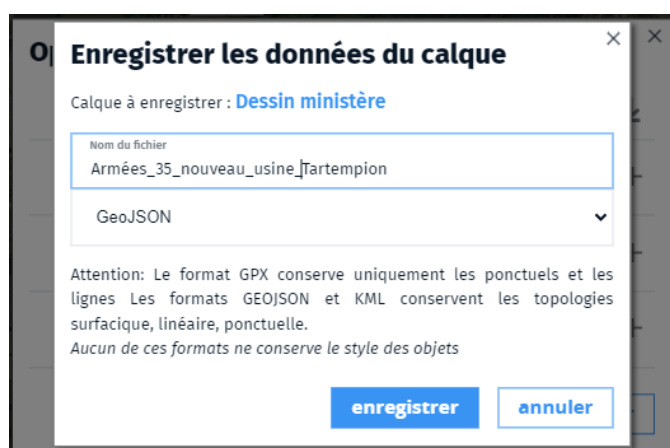 Op
Enregistrer les données du calque
Calque à enregistrer : Dessin ministère
Nom du fichier
Armées_35_nouveau_usine_Tartempion
GeoJSON
Attention: Le format GPX conserve uniquement les ponctuels et les
lignes Les formats GEOJSON et KML conservent les topologies
surfacique, linéaire, ponctuelle.
Aucun de ces formats ne conserve le style des objets
enregistrer
annuler